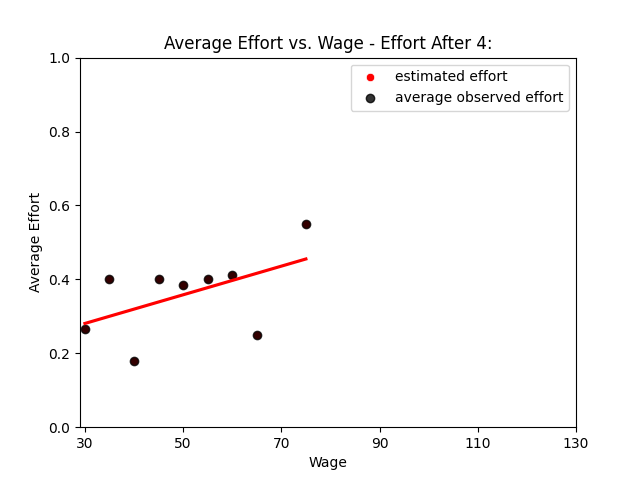 Average Effort vs. Wage - Effort After 4:
estimated effort
average observed effort
1.0
0.8
0.6
0.4
0.2
0.0
Average Effort
30 50 70 90 110 130
Wage